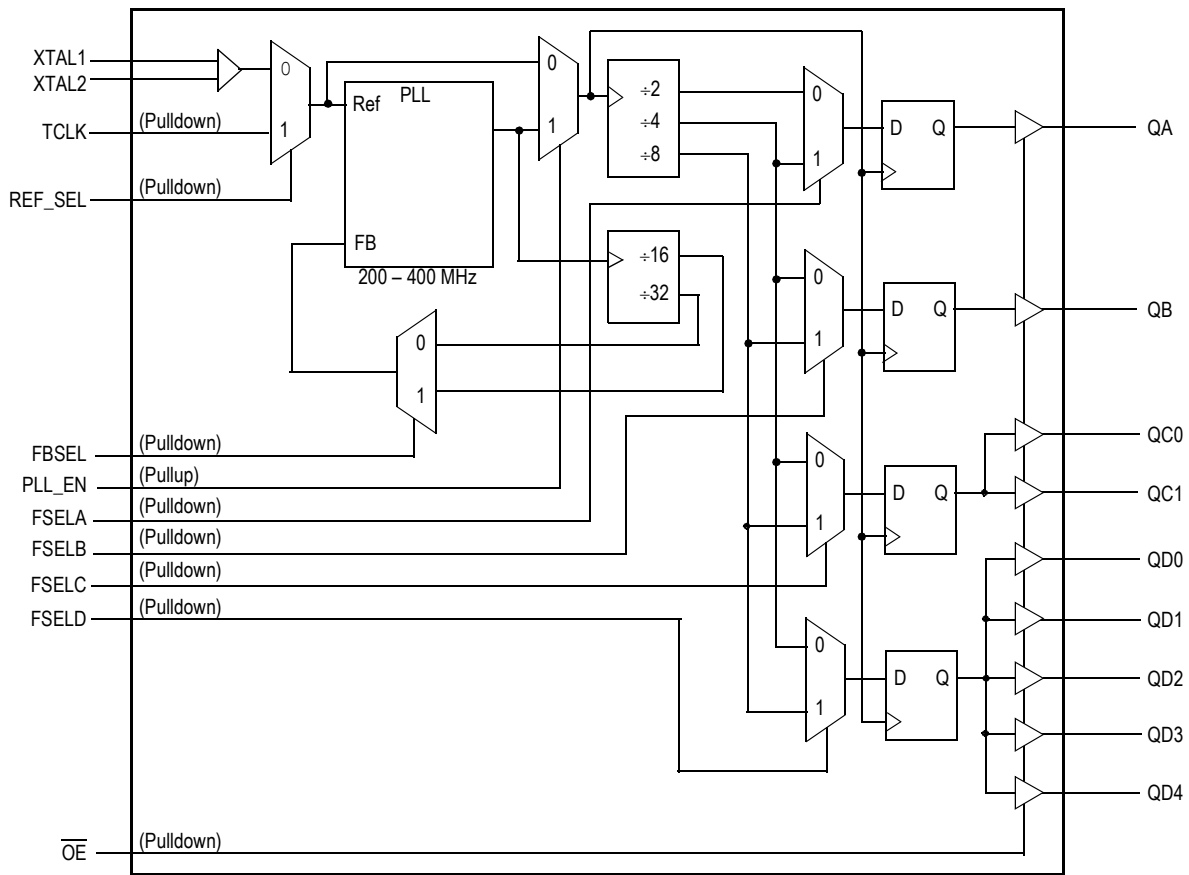 XTAL1
XTAL2
0
1
Ref
PLL
FB
200 – 400 MHz
0
1
÷2
÷4
÷8
0
1
D
Q
QA
TCLK
(Pulldown)
REF_SEL
(Pulldown)
÷16
÷32
0
1
0
1
D
Q
QB
FBSEL
(Pulldown)
PLL_EN
(Pullup)
FSELA
(Pulldown)
FSELB
(Pulldown)
FSELC
(Pulldown)
FSELD
(Pulldown)
0
1
D
Q
QC0
QC1
0
1
D
Q
QD0
QD1
QD2
QD3
QD4
OE
(Pulldown)